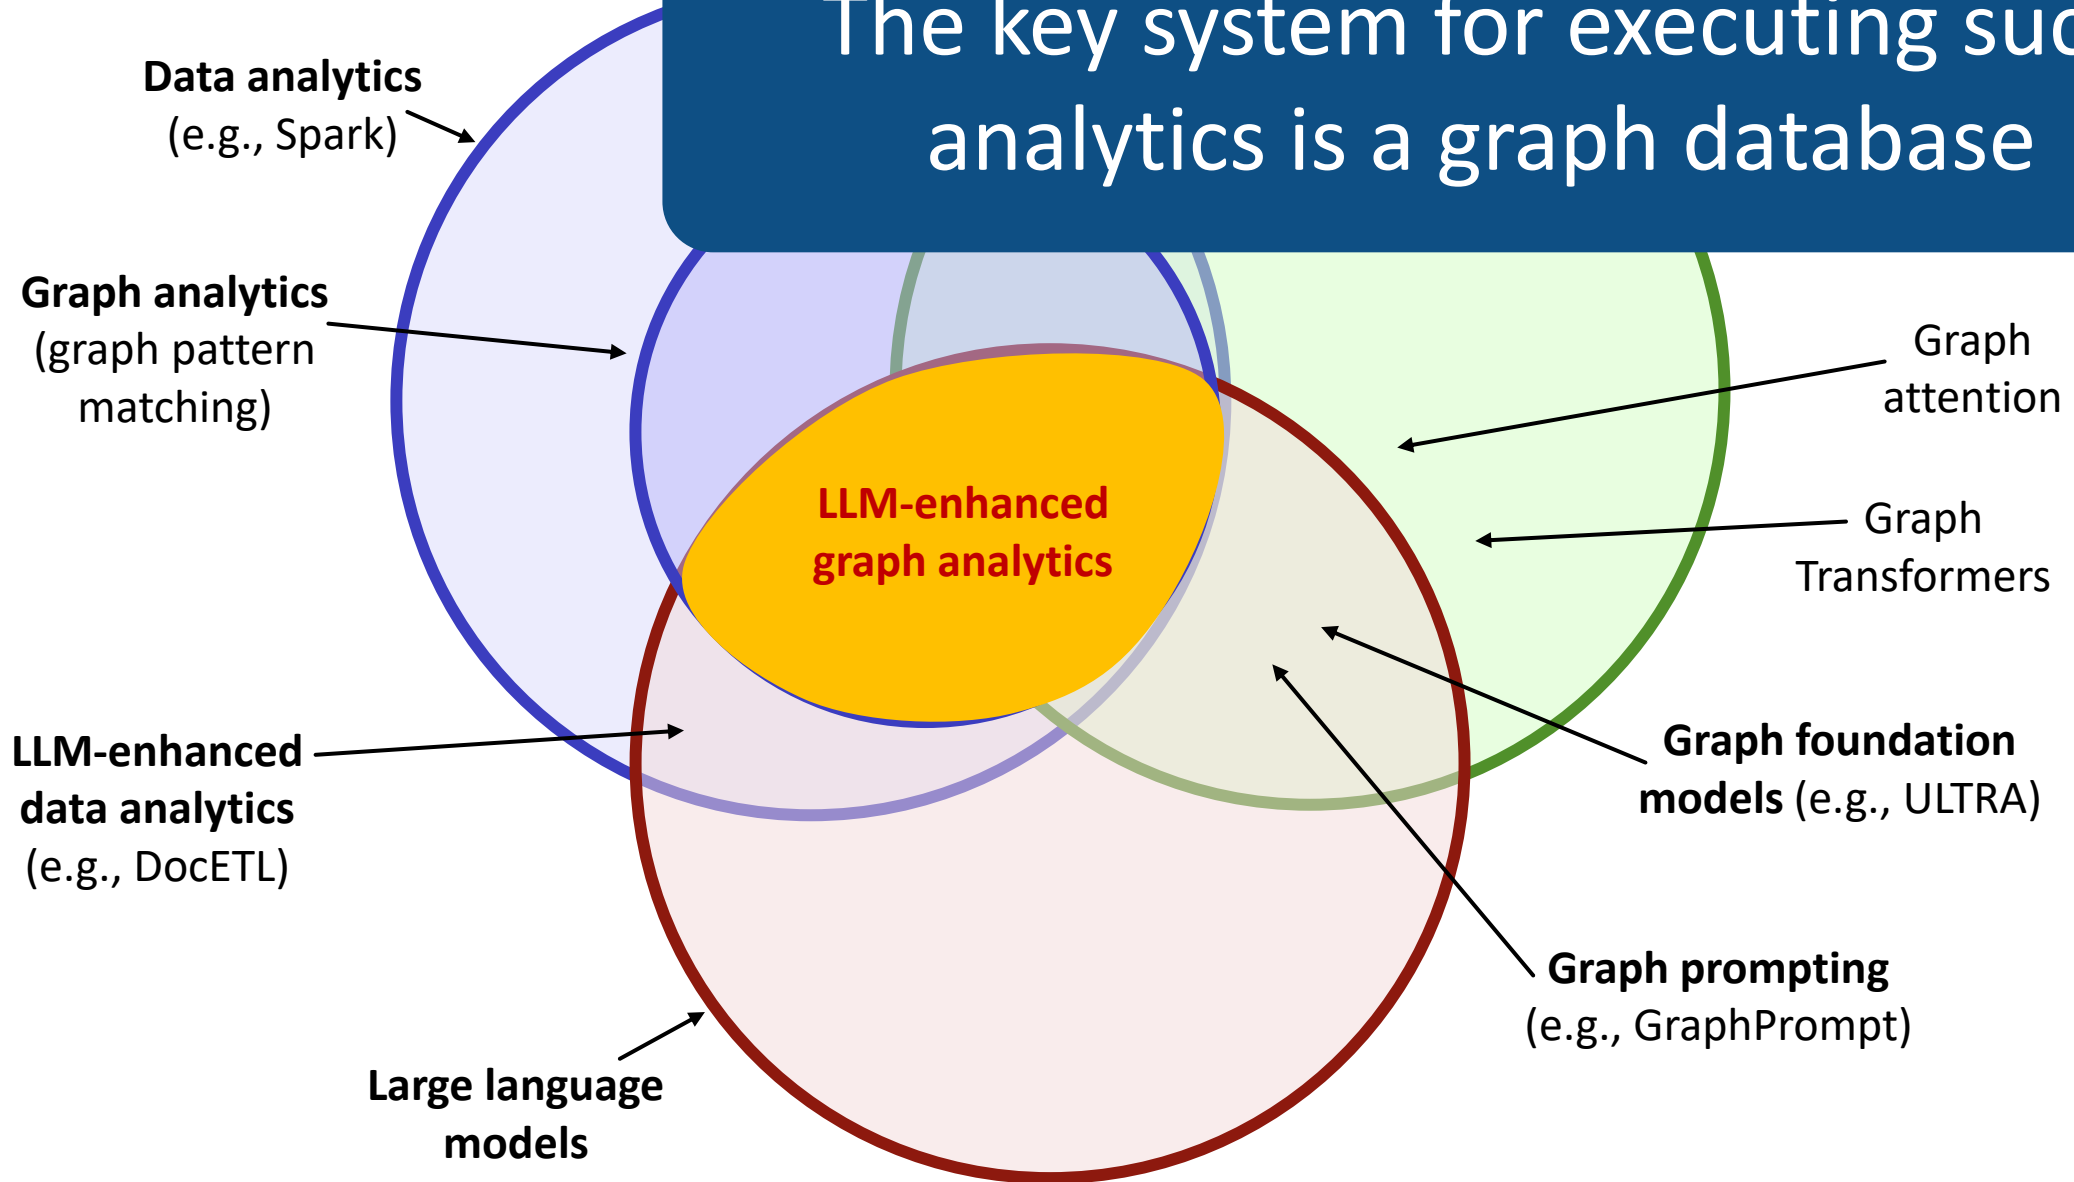 The key system for executing
analytics is a graph database
Data analytics
(e.g., Spark)
Graph analytics
(graph pattern
matching)
Graph
attention
LLM-enhanced
graph analytics
Graph
Transformers
LLM-enhanced
data analytics
(e.g., DocETL)
Graph foundation
models (e.g., ULTRA)
Graph prompting
(e.g., GraphPrompt)
Large language
models